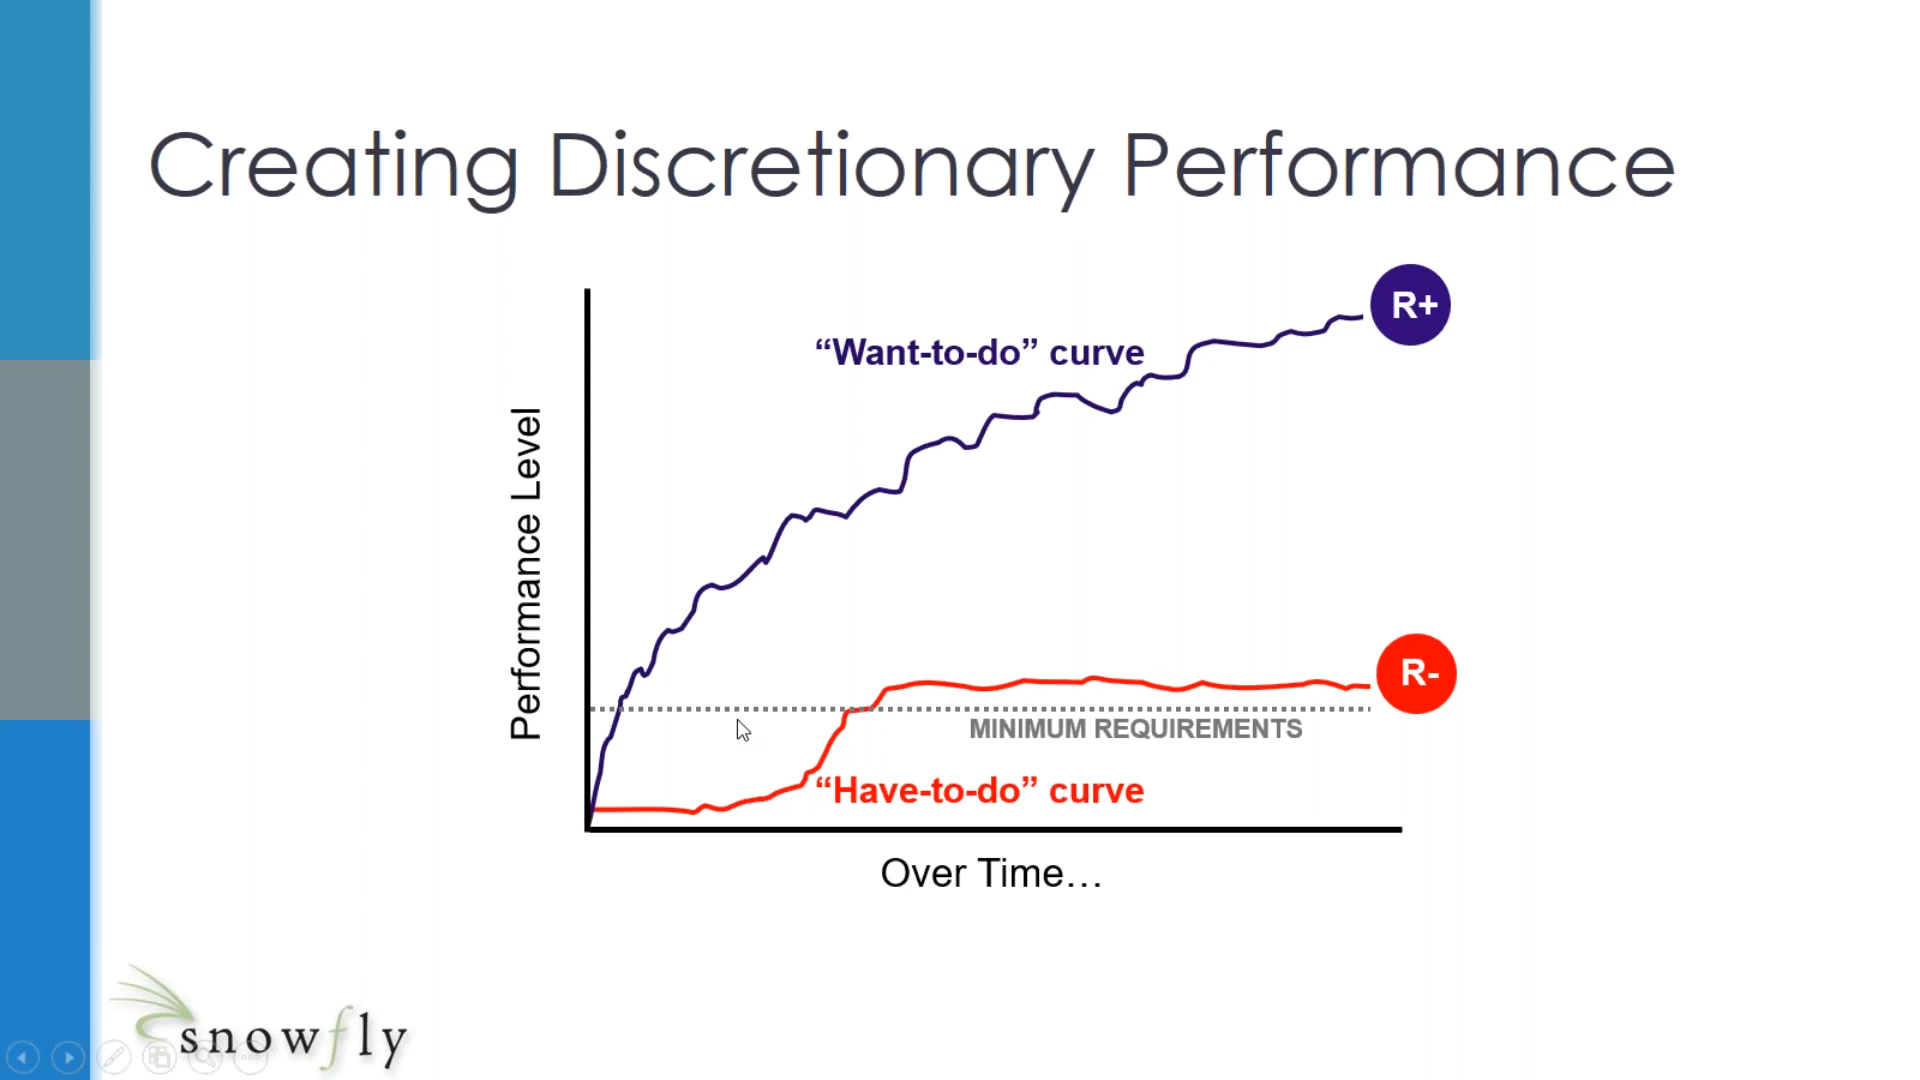 Creating Discretionary Performance
R+
“Want-to-do” curve
Performance Level
R-
MINIMUM REQUIREMENTS
“Have-to-do” curve
Over Time…
snowfly